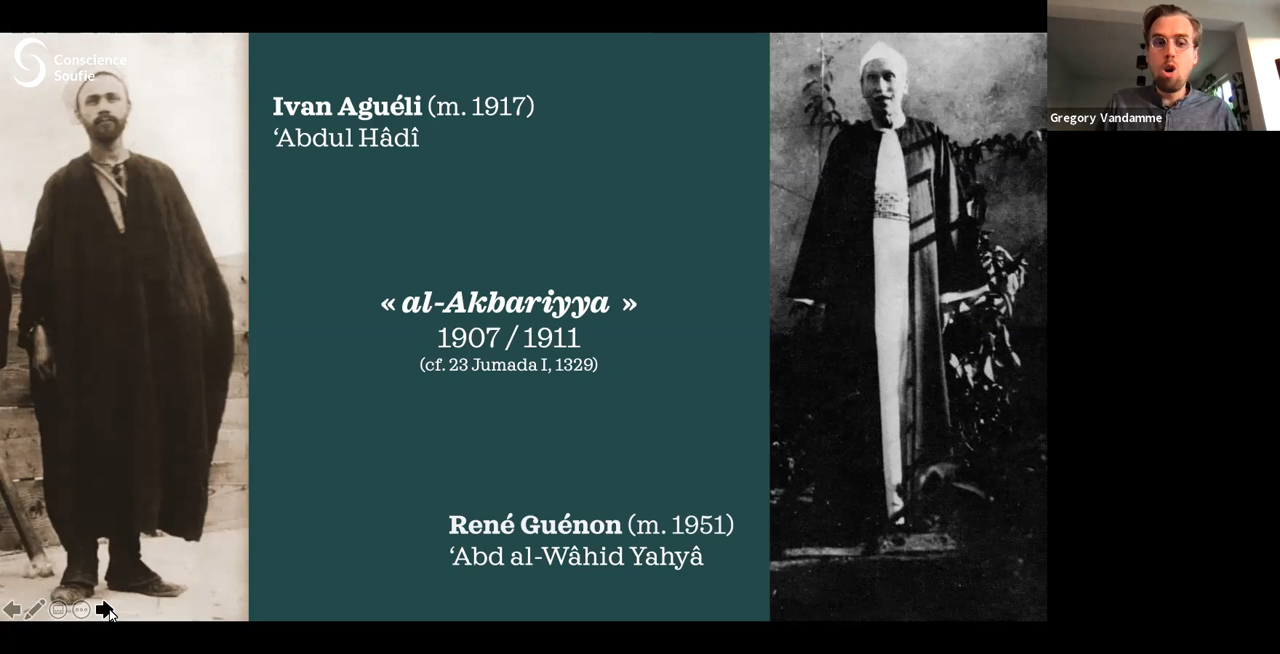 Conscience
Soufie
Ivan Aguéli (m. 1917)
‘Abdul Hâdî
« al-Akbariyya »
1907 / 1911
(cf. 23 Jumada I, 1329)
René Guénon (m. 1951)
‘Abd al-Wâhid Yahyâ
Gregory Vandamme